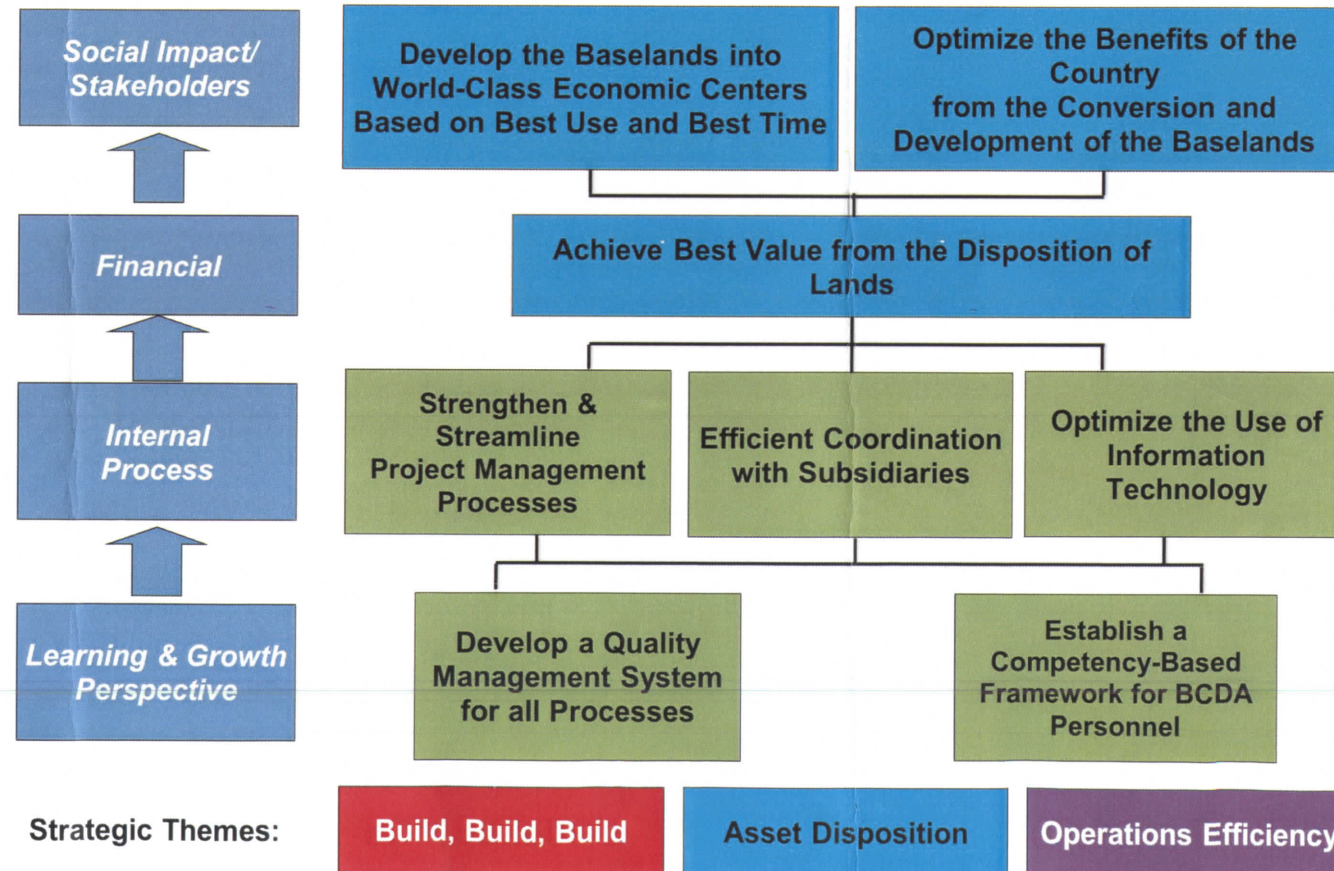 Social Impact/
Stakeholders
Develop the Baselands into
World-Class Economic Centers
Based on Best Use and Best Time
Optimize the Benefits of the
Country
from the Conversion and
Development of the Baselands
Financial
Achieve Best Value from the Disposition of
Lands
Internal
Process
Strengthen &
Streamline
Project Management
Processes
Efficient Coordination
with Subsidiaries
Optimize the Use of
Information
Technology
Learning & Growth
Perspective
Develop a Quality
Management System
for all Processes
Establish a
Competency-Based
Framework for BCDA
Personnel
Strategic Themes:
Build, Build, Build
Asset Disposition
Operations Efficiency